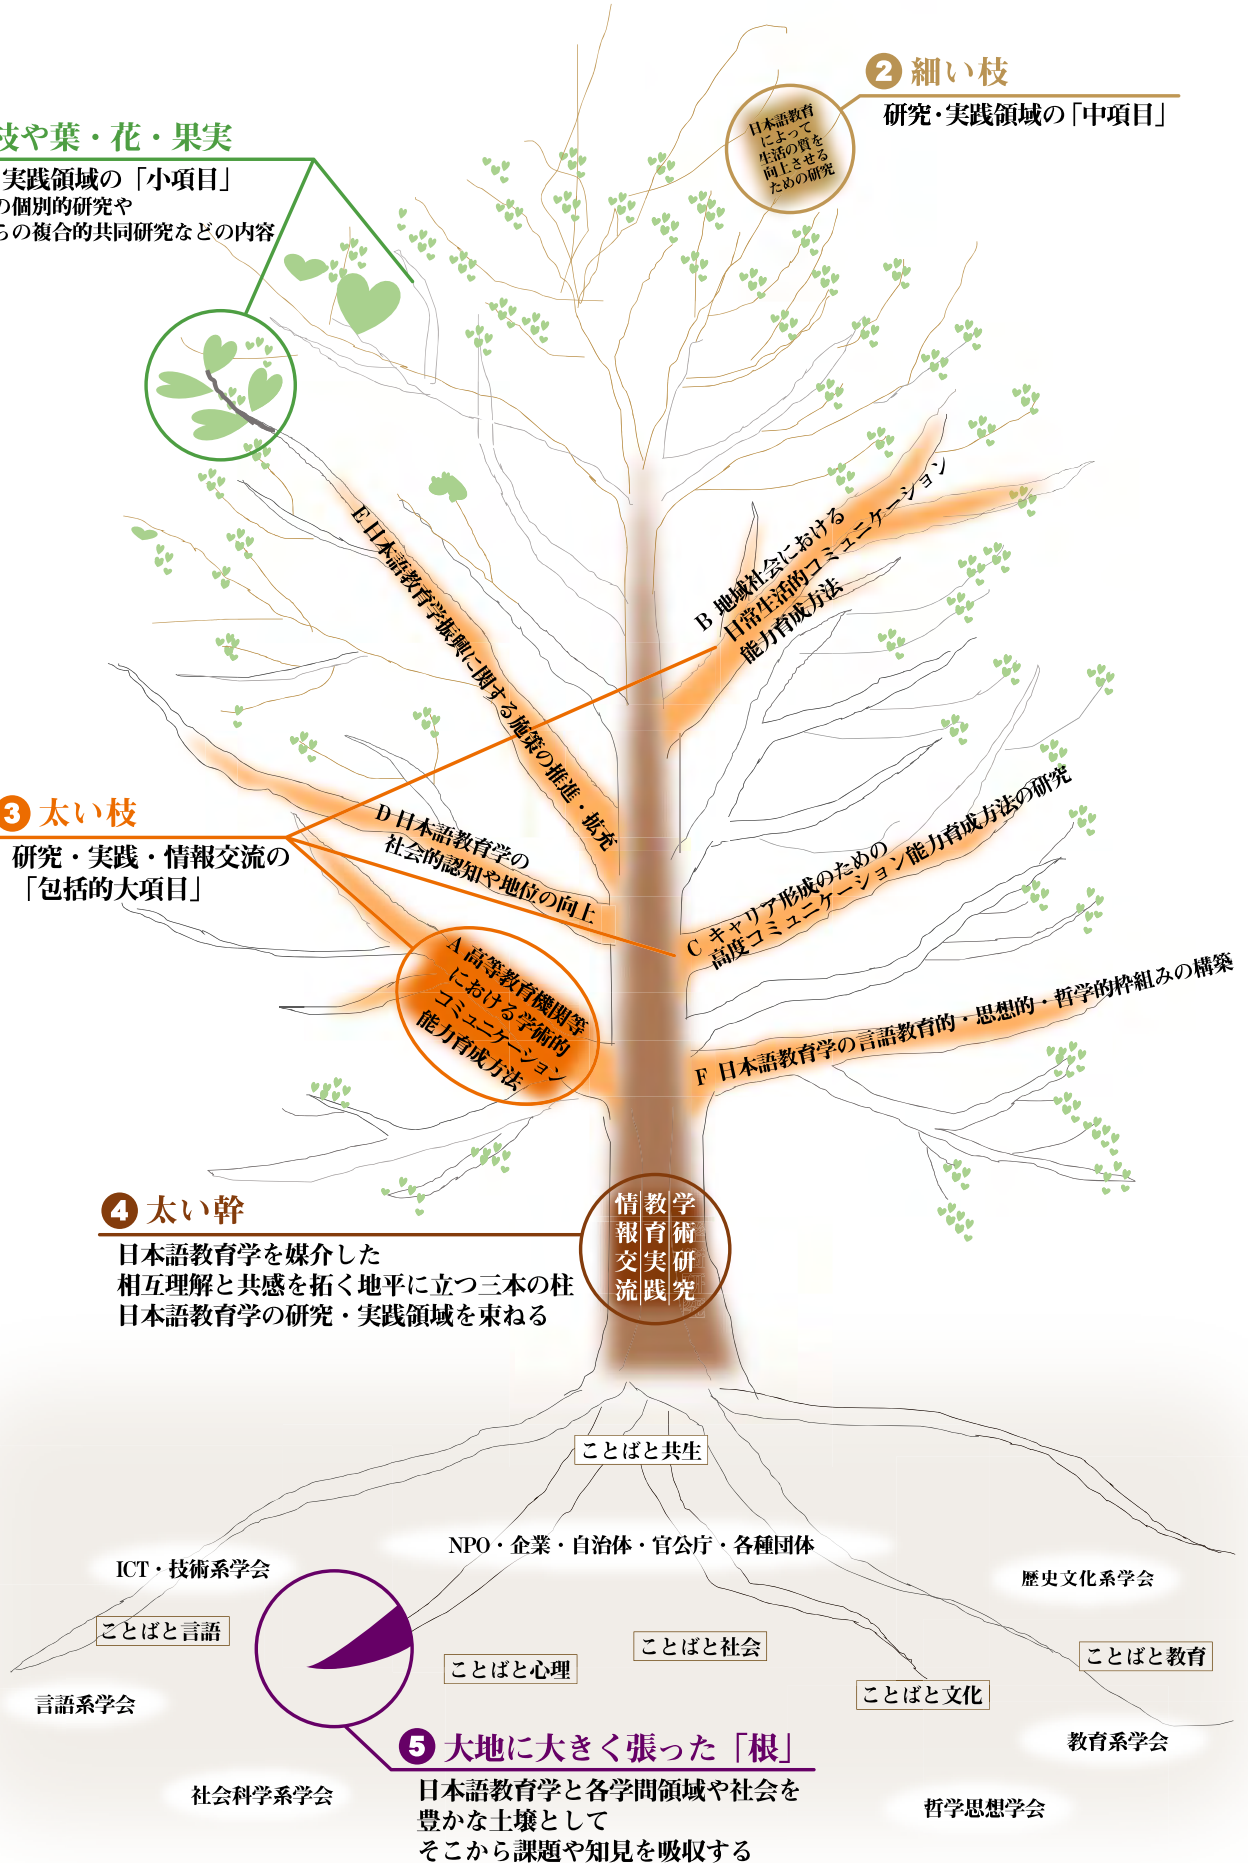 枝や葉・花・果実
実践領域の「小項目」
の個別的研究や
らの複合的共同研究などの内容
2 細い枝
研究・実践領域の「中項目」
日本語教育
によって
生活の質を
向上させる
ための研究
E 日本語教育学振興に関する施策の推進・拡充
B 地域社会における
日常生活的コミュニケーション
能力育成方法
3 太い枝
研究・実践・情報交流の
「包括的大項目」
D 日本語教育学の
社会的認知や地位の向上
C キャリア形成のための
高度コミュニケーション能力育成方法の研究
A 高等教育機関等
における学術的
コミュニケーション
能力育成方法
F 日本語教育学の言語教育的・思想的・哲学的枠組みの構築
4 太い幹
日本語教育学を媒介した
相互理解と共感を拓く地平に立つ三本の柱
日本語教育学の研究・実践領域を束ねる
学術研究
教育実践
情報交流
ことばと共生
NPO・企業・自治体・官公庁・各種団体
ICT・技術系学会
歴史文化系学会
ことばと言語
ことばと社会
ことばと教育
ことばと心理
ことばと文化
言語系学会
教育系学会
5 大地に大きく張った「根」
日本語教育学と各学問領域や社会を
豊かな土壌として
そこから課題や知見を吸収する
社会科学系学会
哲学思想学会